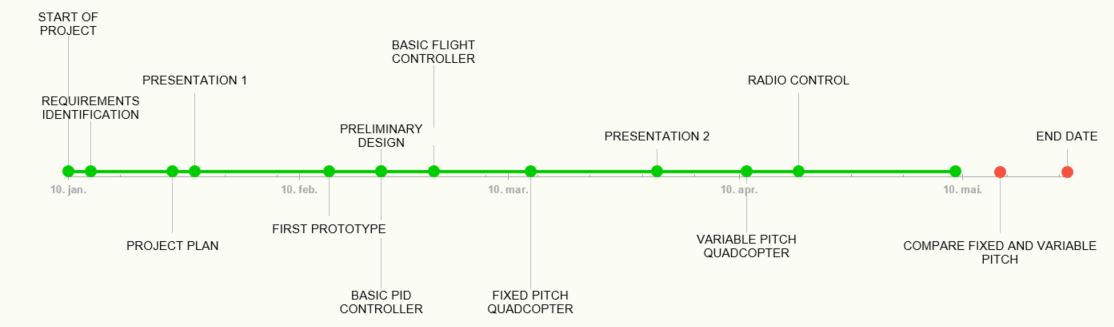 START OF
PROJECT
BASIC FLIGHT
CONTROLLER
PRESENTATION 1
RADIO CONTROL
REQUIREMENTS
IDENTIFICATION
PRELIMINARY
DESIGN
PRESENTATION 2
END DATE
10. jan.
10. feb.
10. mar.
10. apr.
10. mai.
FIRST PROTOTYPE
PROJECT PLAN
VARIABLE PITCH
QUADCOPTER
COMPARE FIXED AND VARIABLE
PITCH
BASIC PID
CONTROLLER
FIXED PITCH
QUADCOPTER